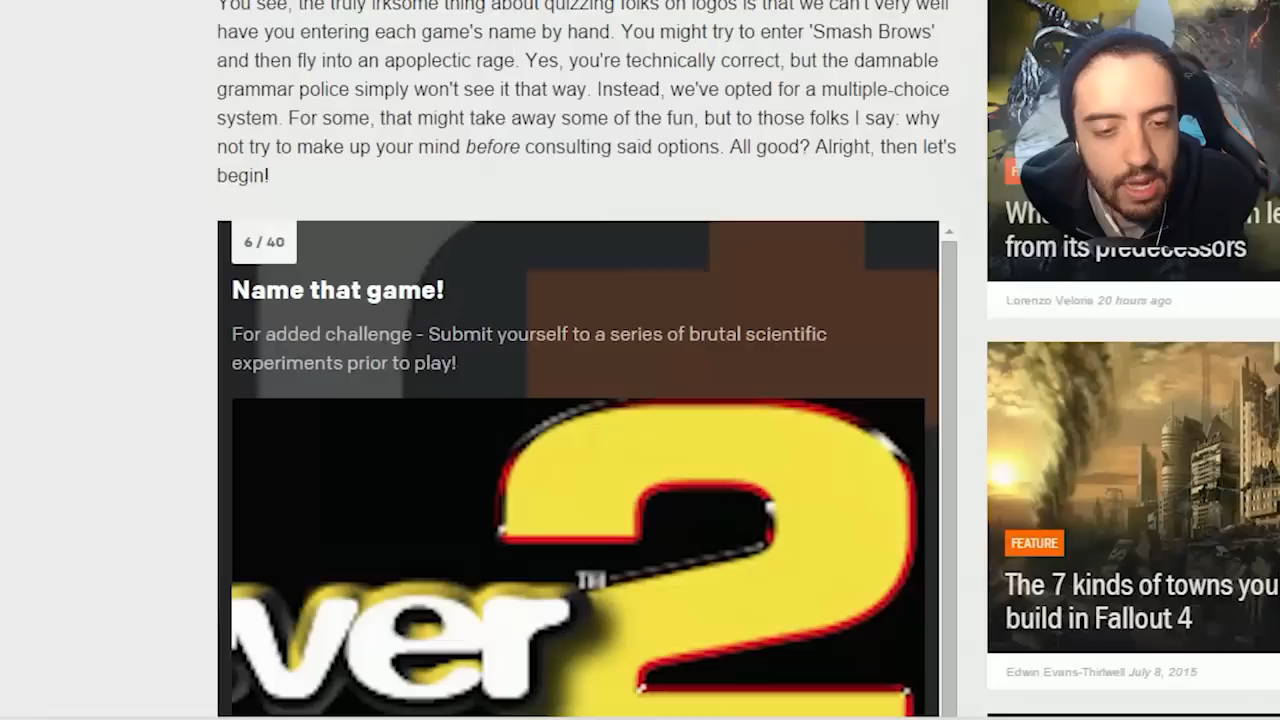 You see, the truly irksome thing about quizzing folks on logos is that we can't very well
have you entering each game's name by hand. You might try to enter 'Smash Brows'
and then fly into an apoplectic rage. Yes, you're technically correct, but the damnable
grammar police simply won't see it that way. Instead, we've opted for a multiple-choice
system. For some, that might take away some of the fun, but to those folks I say: why
not try to make up your mind before consulting said options. All good? Alright, then let's
begin!
6 / 40
Name that game!
For added challenge - Submit yourself to a series of brutal scientific
experiments prior to play!
ver TM 2
from its predecessors
Lorenzo Veloria 20 hours ago
FEATURE
The 7 kinds of towns you
build in Fallout 4
Edwin Evans-Thirlwell July 8, 2015